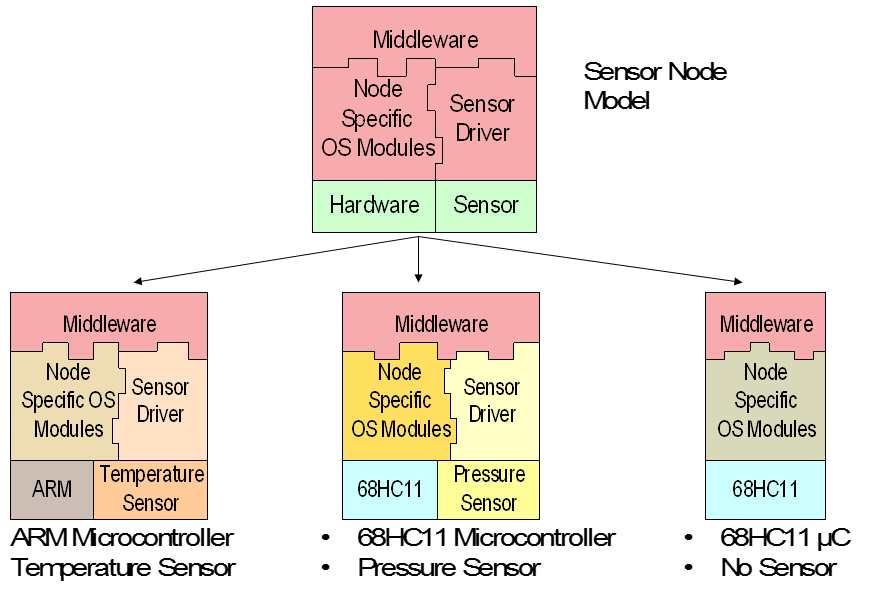 Middleware
Node
Specific
OS Modules
Sensor
Driver
Hardware
Sensor
Sensor Node
Model
Middleware
Node
Specific OS
Modules
Sensor
Driver
ARM
Temperature
Sensor
ARM Microcontroller
Temperature Sensor
Middleware
Node
Specific
OS Modules
Sensor
Driver
68HC11
Pressure
Sensor
• 68HC11 Microcontroller
• Pressure Sensor
Middleware
Node
Specific
OS Modules
68HC11
• 68HC11 µC
• No Sensor